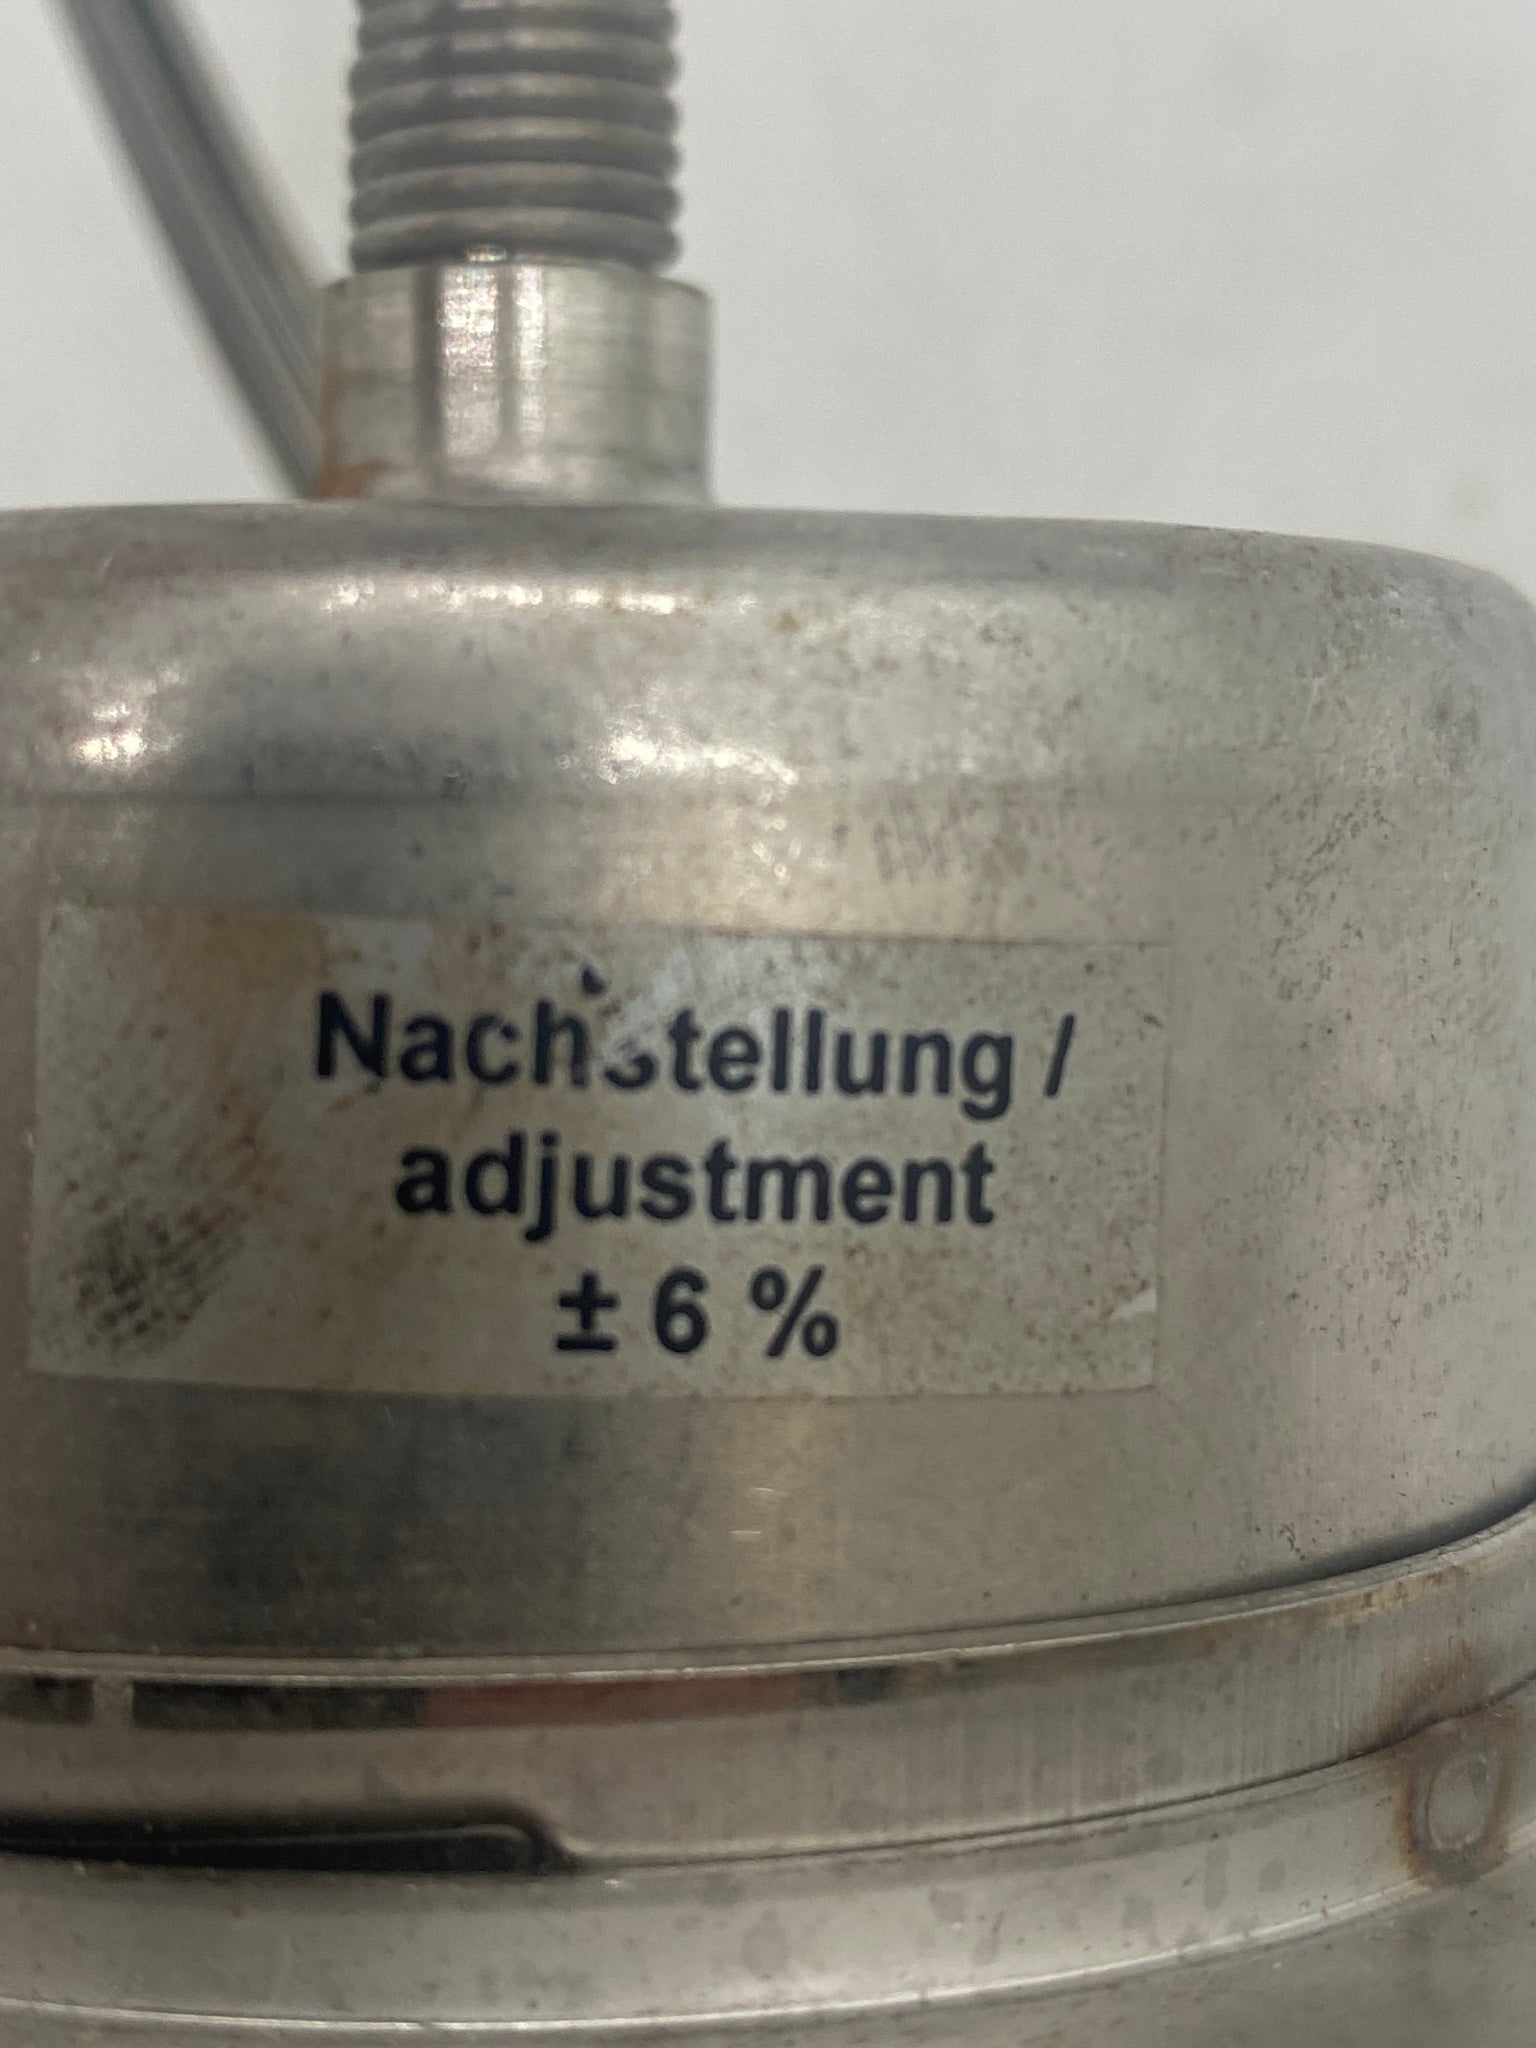 Nachstellung /
adjustment
± 6 %